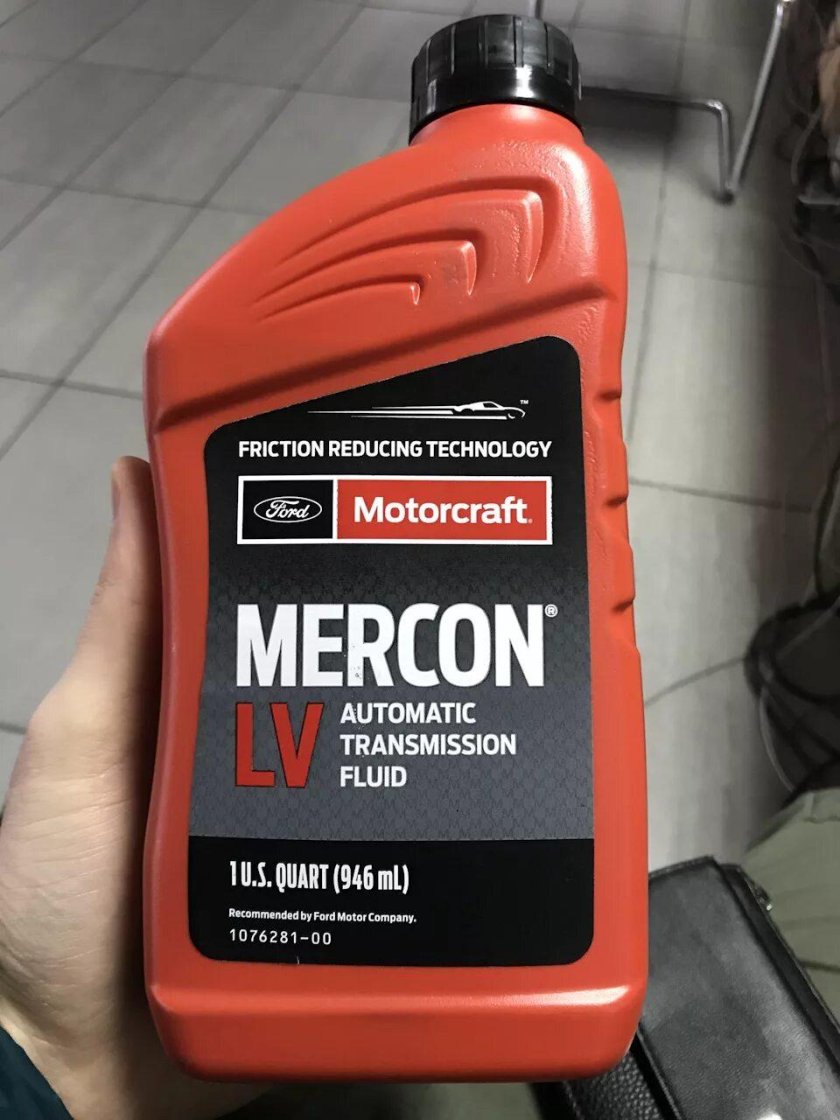 ™
FRICTION REDUCING TECHNOLOGY
Ford Motorcraft®
MERCON®
LV AUTOMATIC
TRANSMISSION
FLUID
1 U.S. QUART (946 mL)
Recommended by Ford Motor Company.
1076281-00